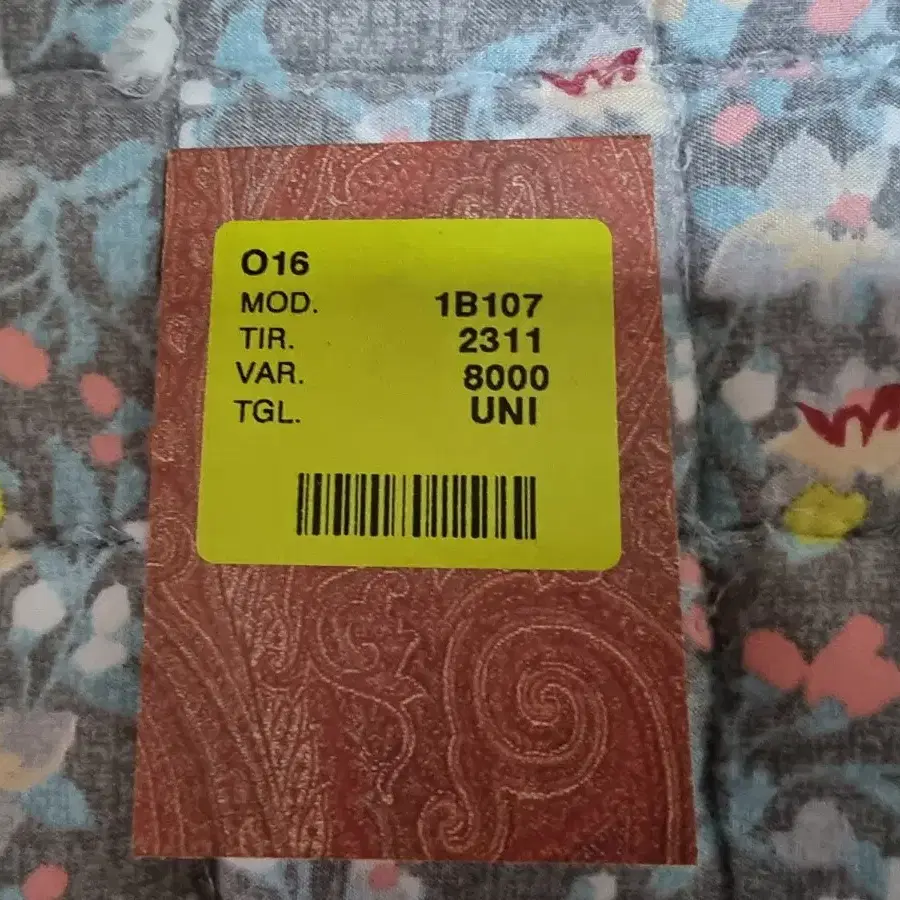 O16
MOD. 1B107
TIR. 2311
VAR. 8000
TGL. UNI